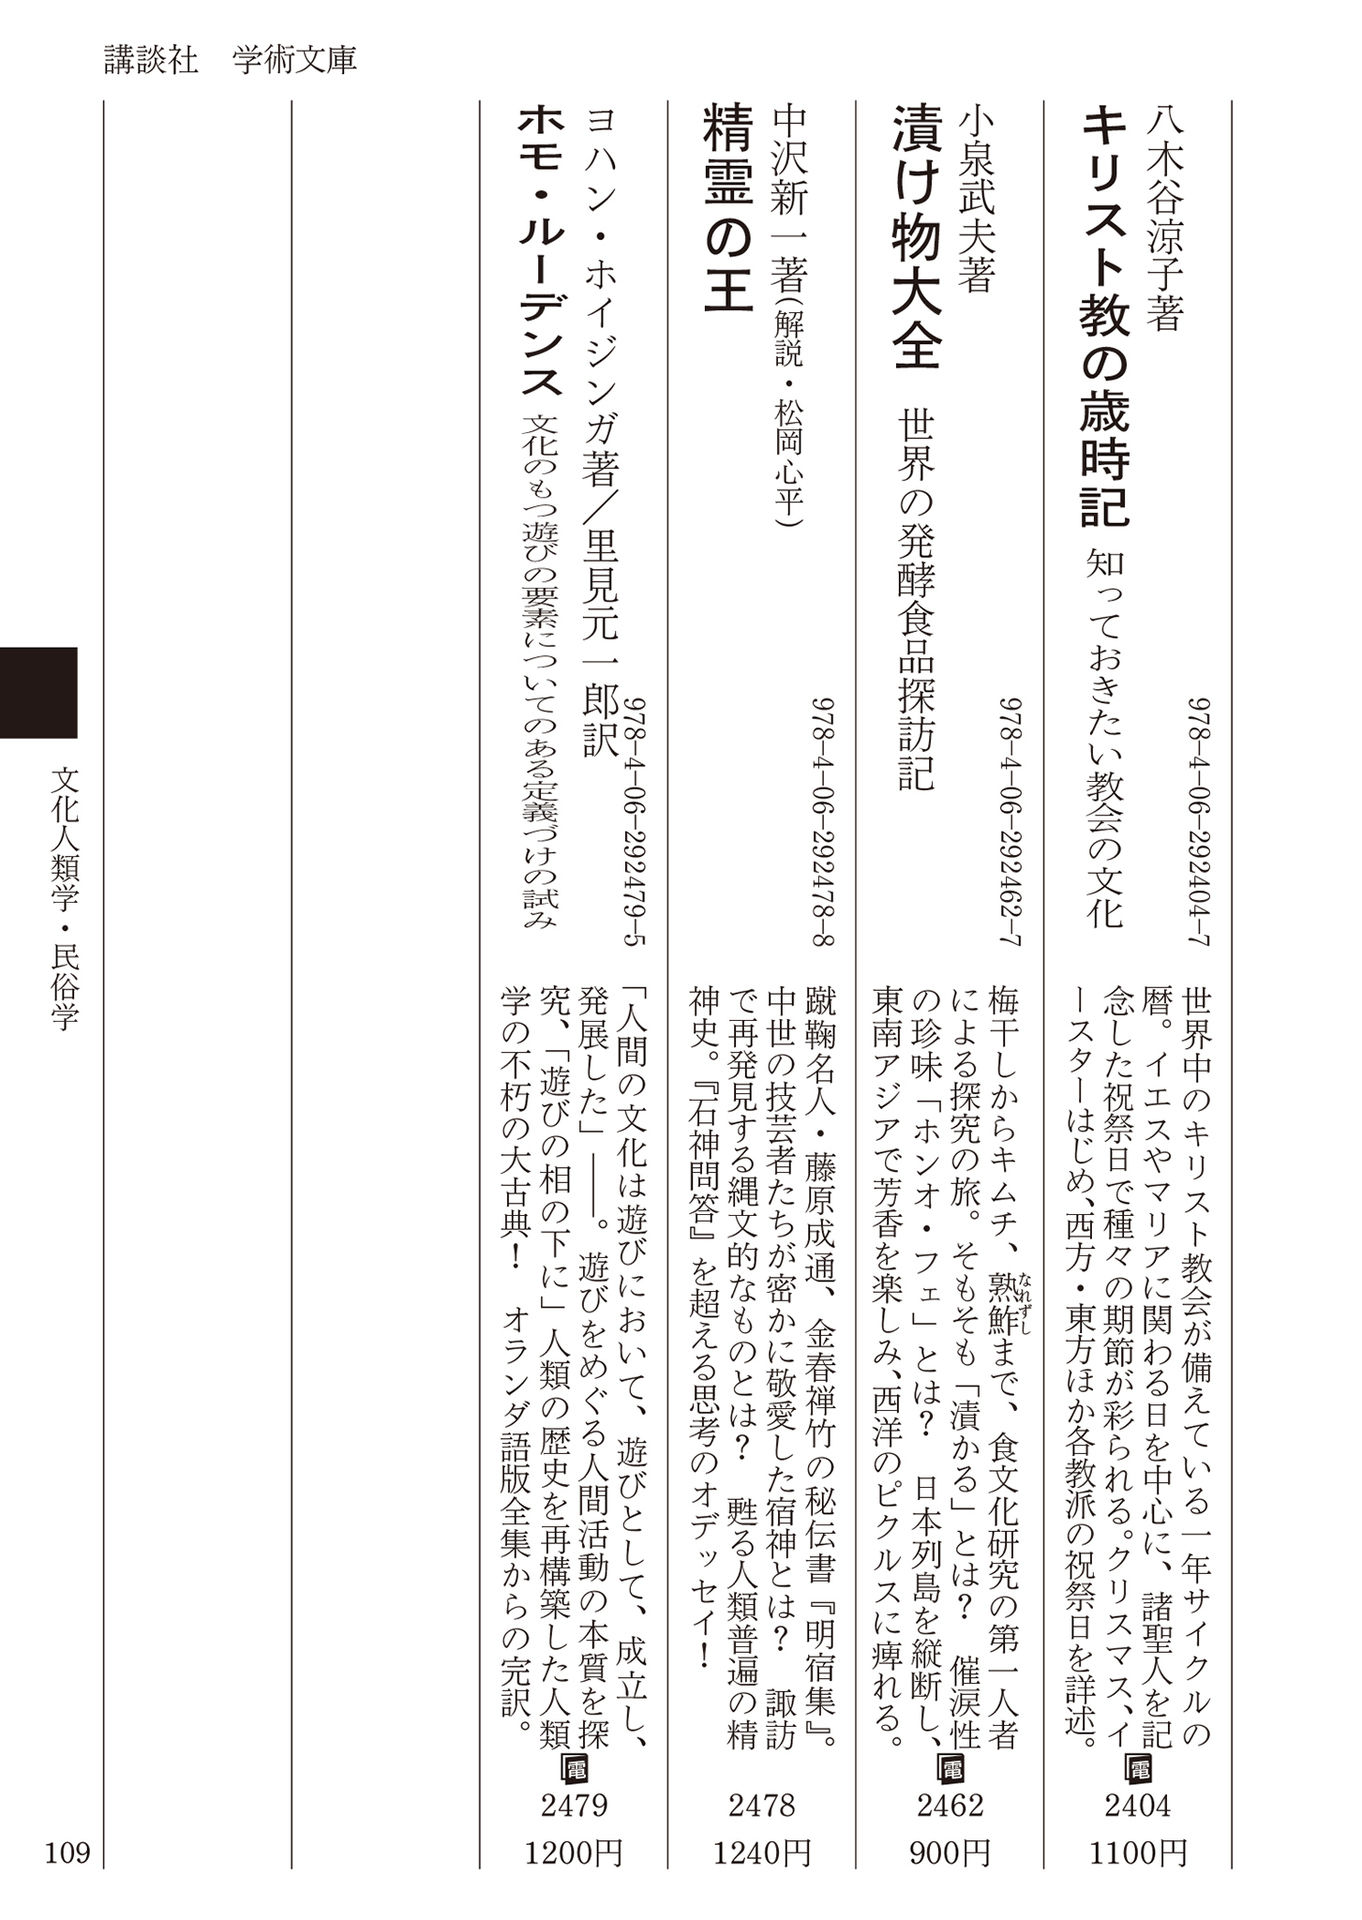 講談社　学術文庫
八木谷涼子著
キリスト教の歳時記　知っておきたい教会の文化
978-4-06-292404-7
世界中のキリスト教会が備えている一年サイクルの
暦。イエスやマリアに関わる日を中心に、諸聖人を記
念した祝祭日で種々の期節が彩られる。クリスマス、イ
ースターはじめ、西方・東方ほか各教派の祝祭日を詳述。
電
2404
1100円
小泉武夫著
漬け物大全　世界の発酵食品探訪記
978-4-06-292462-7
梅干しからキムチ、熟鮓まで、食文化研究の第一人者
なれずし
による探究の旅。そもそも「漬かる」とは？　催涙性
の珍味「ホンオ・フェ」とは？　日本列島を縦断し、
東南アジアで芳香を楽しみ、西洋のピクルスに痺れる。
電
2462
900円
中沢新一著（解説・松岡心平）
精霊の王
978-4-06-292478-8
蹴鞠名人・藤原成通、金春禅竹の秘伝書『明宿集』。
中世の技芸者たちが密かに敬愛した宿神とは？　諏訪
で再発見する縄文的なものとは？　甦る人類普遍の精
神史。『石神問答』を超える思考のオデッセイ！
2478
1240円
ヨハン・ホイジンガ著／里見元一郎訳
ホモ・ルーデンス　文化のもつ遊びの要素についてのある定義づけの試み
978-4-06-292479-5
「人間の文化は遊びにおいて、遊びとして、成立し、
発展した」――。遊びをめぐる人間活動の本質を探
究、「遊びの相の下に」人類の歴史を再構築した人類
学の不朽の大古典！　オランダ語版全集からの完訳。
電
2479
1200円
文化人類学・民俗学
109